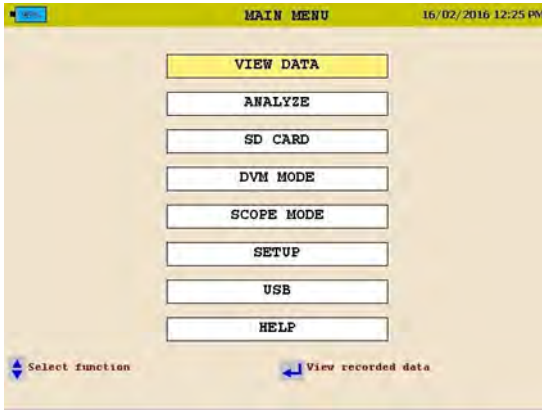 MAIN MENU 16/02/2016 12:25 PM
VIEW DATA
ANALYZE
SD CARD
DVM MODE
SCOPE MODE
SETUP
USB
HELP
Select function View recorded data